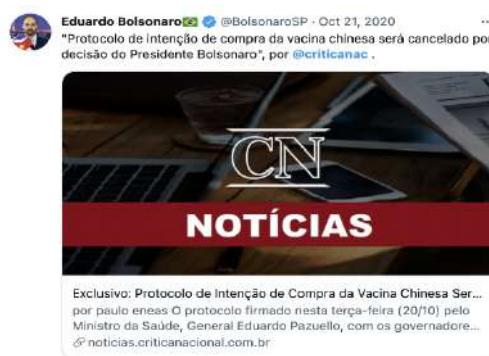 Eduardo Bolsonaro @BolsonaroSP · Oct 21, 2020 ...
"Protocolo de intenção de compra da vacina chinesa será cancelado por
decisão do Presidente Bolsonaro", por @criticanac .
CN
NOTÍCIAS
Exclusivo: Protocolo de Intenção de Compra da Vacina Chinesa Ser...
por paulo eneas O protocolo firmado nesta terça-feira (20/10) pelo
Ministro da Saúde, General Eduardo Pazuello, com os governadore...
noticias.criticanacional.com.br